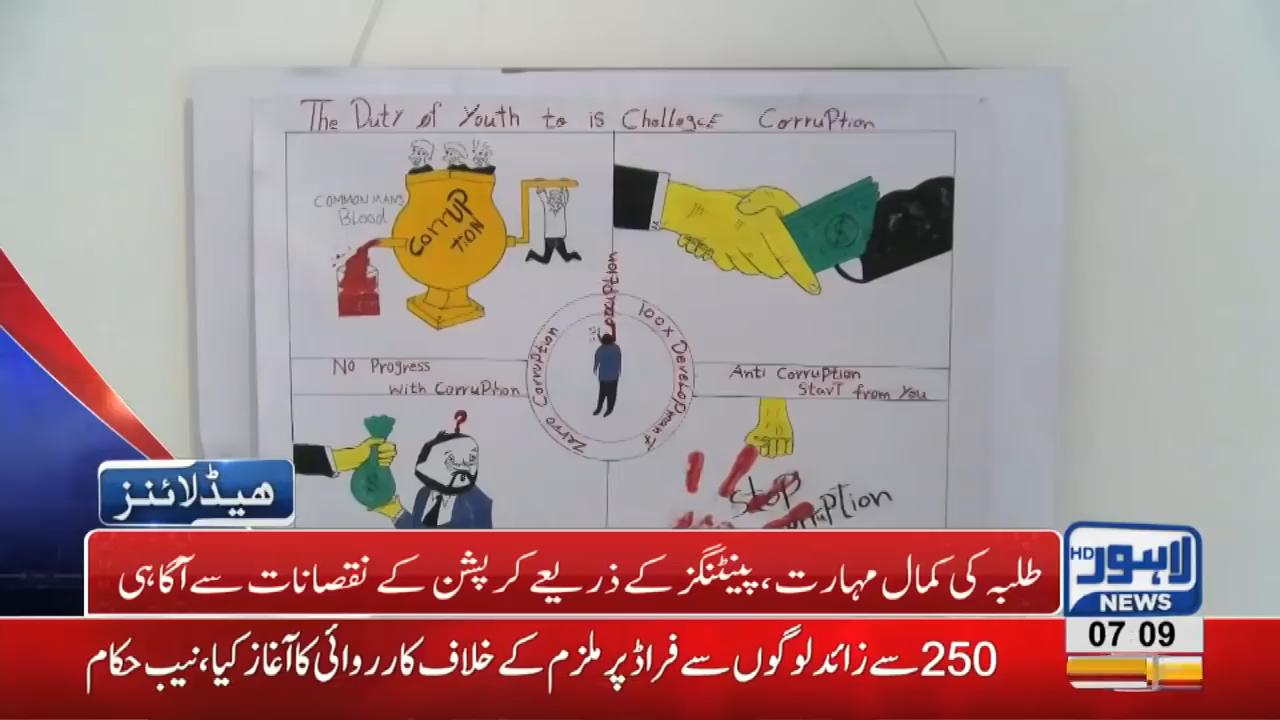 The Duty of Youth to is Challegce Corruption
COMMON MANS
Blood
Corrup
tion
Corruption
Zarro Corruption
100x Developmant
No Progress
with Corruption
Anti Corruption
Start from You
?
Stop
Corruption
ہیڈلائنز
طلبہ کی کمال مہارت، پینٹنگز کے ذریعے کرپشن کے نقصانات سے آگاہی
250 سے زائد لوگوں سے فراڈ پر ملزم کے خلاف کارروائی کا آغاز کیا، نیب حکام
HD
لاہور
NEWS
07 09